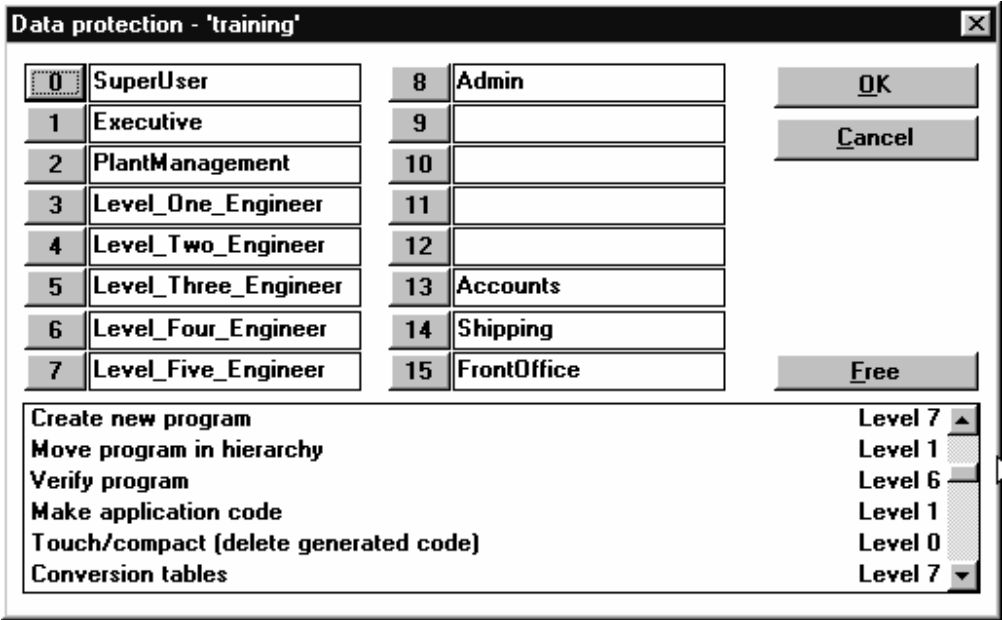 Data protection - 'training'
0 SuperUser 8 Admin OK
1 Executive 9 Cancel
2 PlantManagement 10
3 Level_One_Engineer 11
4 Level_Two_Engineer 12
5 Level_Three_Engineer 13 Accounts
6 Level_Four_Engineer 14 Shipping
7 Level_Five_Engineer 15 FrontOffice Free
Create new program Level 7
Move program in hierarchy Level 1
Verify program Level 6
Make application code Level 1
Touch/compact (delete generated code) Level 0
Conversion tables Level 7